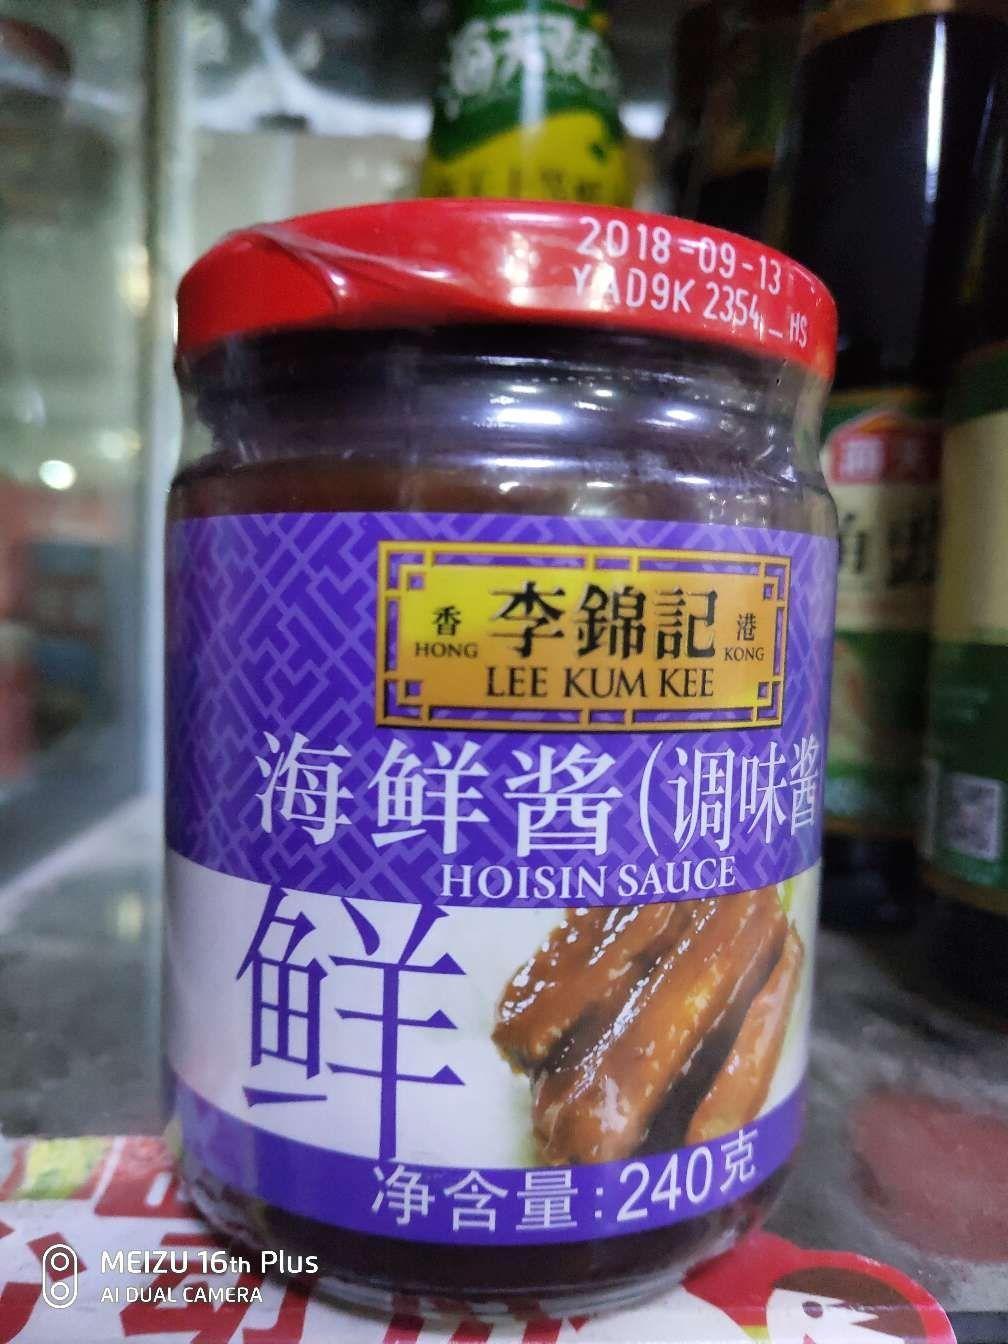 2018-09-13
YAD9K 2354 _ HS
香 李錦記 港
HONG KONG
LEE KUM KEE
海鲜酱(调味酱
HOISIN SAUCE
鲜
净含量:240克
海天
MEIZU 16th Plus
AI DUAL CAMERA